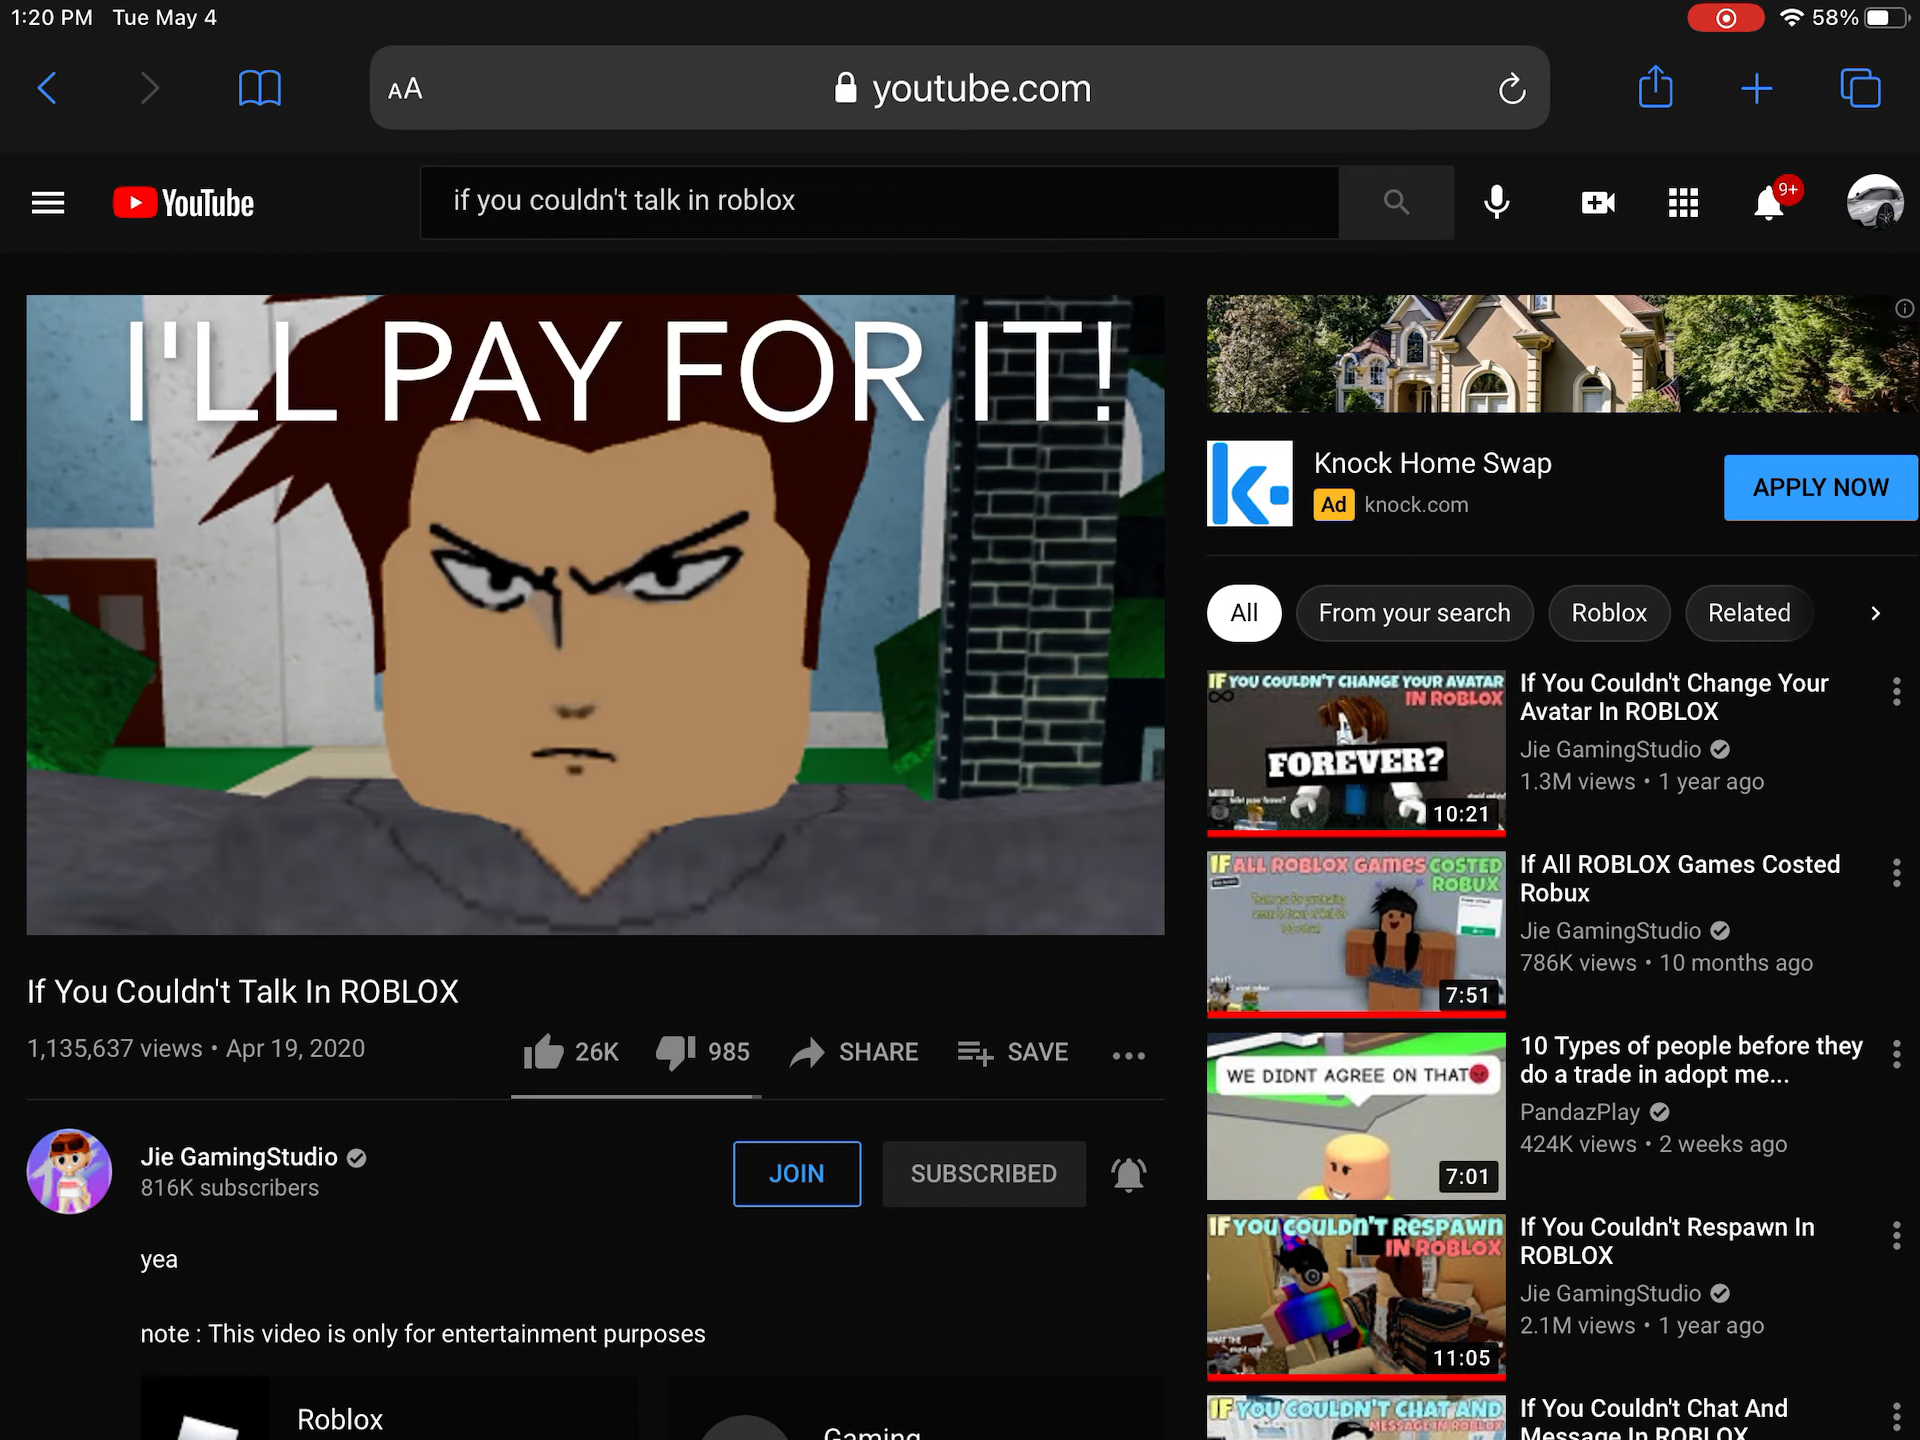 1:20 PM Tue May 4
58%
AA youtube.com
YouTube
if you couldn't talk in roblox
9+
I'LL PAY FOR IT!
If You Couldn't Talk In ROBLOX
1,135,637 views • Apr 19, 2020
26K 985 SHARE SAVE
Jie GamingStudio
816K subscribers
JOIN SUBSCRIBED
yea
note : This video is only for entertainment purposes
Roblox
Gaming
Knock Home Swap
Ad knock.com
APPLY NOW
All From your search Roblox Related
IF YOU COULDN'T CHANGE YOUR AVATAR
IN ROBLOX
FOREVER?
10:21
If You Couldn't Change Your
Avatar In ROBLOX
Jie GamingStudio
1.3M views • 1 year ago
IF ALL ROBLOX GAMES COSTED
ROBUX
7:51
If All ROBLOX Games Costed
Robux
Jie GamingStudio
786K views • 10 months ago
WE DIDNT AGREE ON THAT
7:01
10 Types of people before they
do a trade in adopt me...
PandazPlay
424K views • 2 weeks ago
IF YOU COULDN'T RESPAWN
IN ROBLOX
11:05
If You Couldn't Respawn In
ROBLOX
Jie GamingStudio
2.1M views • 1 year ago
IF YOU COULDN'T CHAT AND
MESSAGE IN ROBLOX
If You Couldn't Chat And
Message In ROBLOX